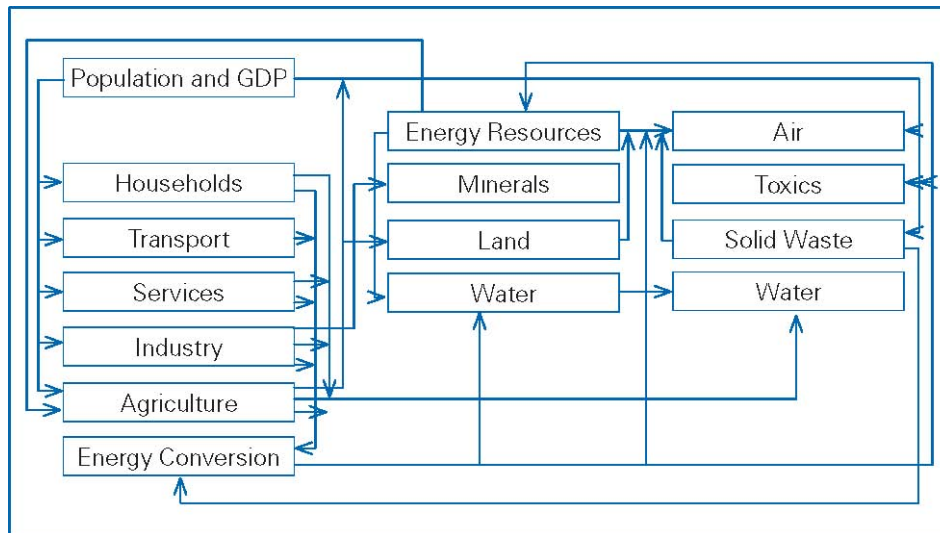 Population and GDP
Households
Transport
Services
Industry
Agriculture
Energy Conversion
Energy Resources
Minerals
Land
Water
Air
Toxics
Solid Waste
Water